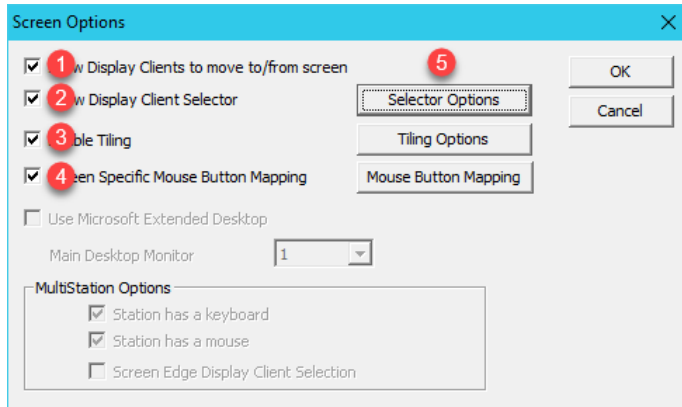 Screen Options
1 w Display Clients to move to/from screen
5
OK
2 w Display Client Selector
Selector Options
Cancel
3 ble Tiling
Tiling Options
4 een Specific Mouse Button Mapping
Mouse Button Mapping
Use Microsoft Extended Desktop
Main Desktop Monitor
1
MultiStation Options
Station has a keyboard
Station has a mouse
Screen Edge Display Client Selection